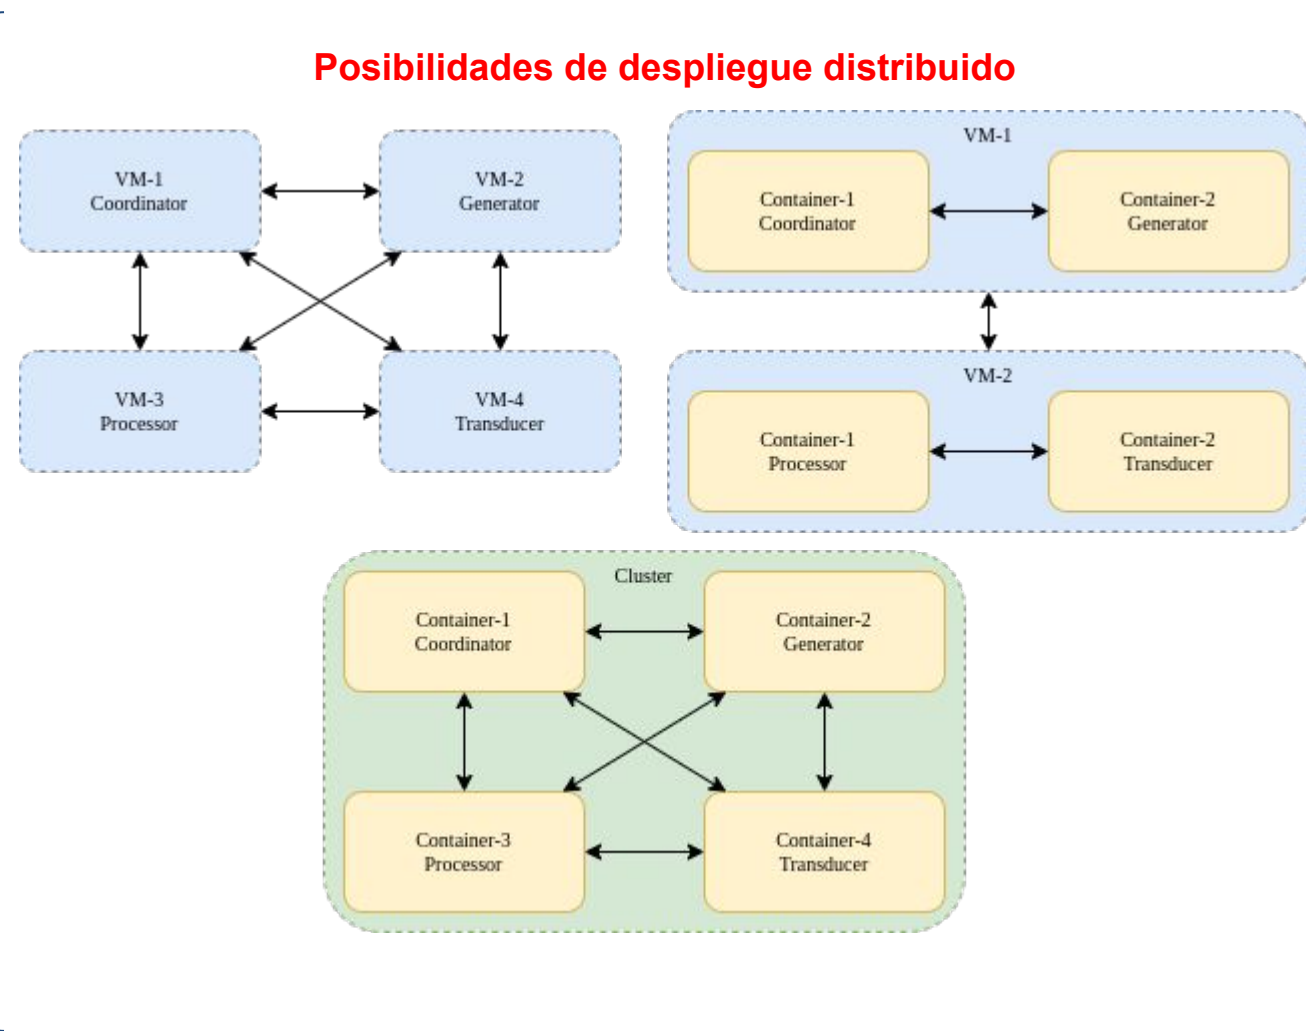 Posibilidades de despliegue distribuido
VM-1
Coordinator
VM-2
Generator
VM-3
Processor
VM-4
Transducer
VM-1
Container-1
Coordinator
Container-2
Generator
VM-2
Container-1
Processor
Container-2
Transducer
Cluster
Container-1
Coordinator
Container-2
Generator
Container-3
Processor
Container-4
Transducer